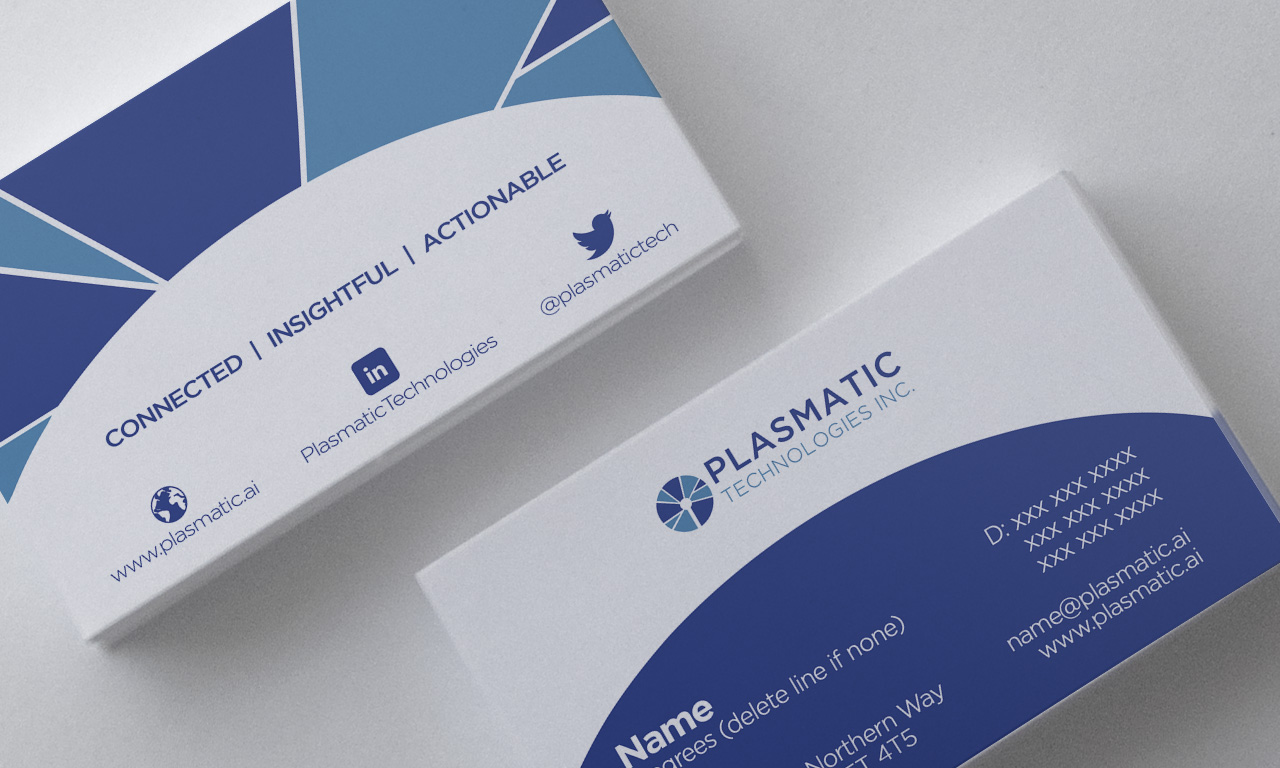 CONNECTED | INSIGHTFUL | ACTIONABLE
www.plasmatic.ai
in
PlasmaticTechnologies
@plasmatictech
PLASMATIC
TECHNOLOGIES INC.
D: xxx xxx xxxx
xxx xxx xxxx
xxx xxx xxxx
name@plasmatic.ai
www.plasmatic.ai
Name
(delete line if none)
Northern Way
4T5